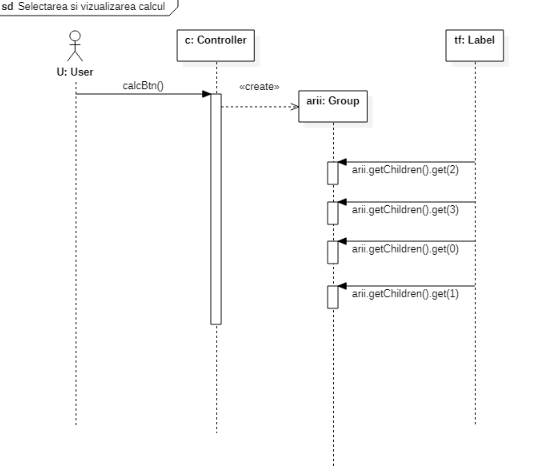 sd Selectarea si vizualizarea calcul
c: Controller
tf: Label
U: User
calcBtn()
«create»
arii: Group
arii.getChildren().get(2)
arii.getChildren().get(3)
arii.getChildren().get(0)
arii.getChildren().get(1)